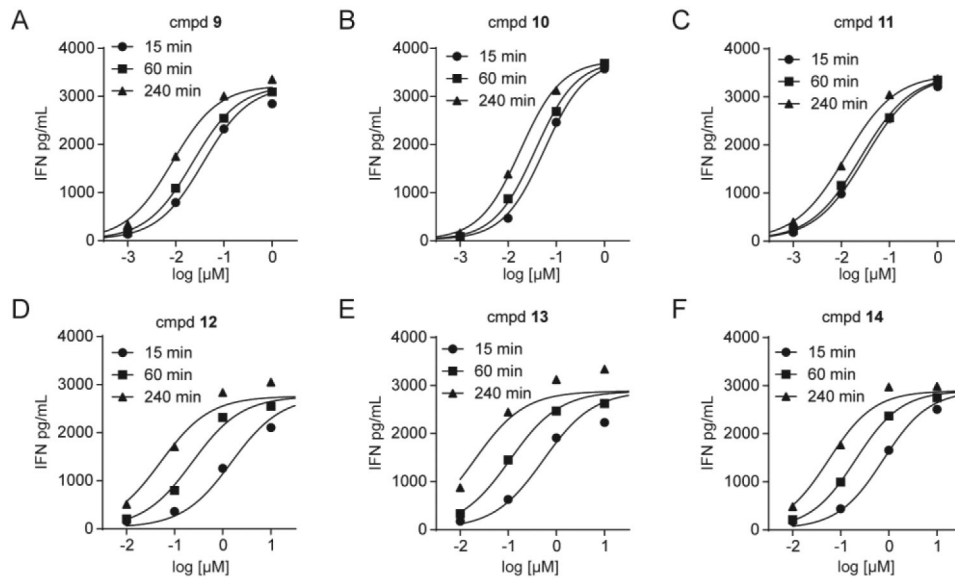 A
cmpd 9
15 min
60 min
240 min
IFN pg/mL
4000
3000
2000
1000
0
-3 -2 -1 0
log [µM]
B
cmpd 10
15 min
60 min
240 min
IFN pg/mL
4000
3000
2000
1000
0
-3 -2 -1 0
log [µM]
C
cmpd 11
15 min
60 min
240 min
IFN pg/mL
4000
3000
2000
1000
0
-3 -2 -1 0
log [µM]
D
cmpd 12
15 min
60 min
240 min
IFN pg/mL
4000
3000
2000
1000
0
-2 -1 0 1
log [µM]
E
cmpd 13
15 min
60 min
240 min
IFN pg/mL
4000
3000
2000
1000
0
-2 -1 0 1
log [µM]
F
cmpd 14
15 min
60 min
240 min
IFN pg/mL
4000
3000
2000
1000
0
-2 -1 0 1
log [µM]